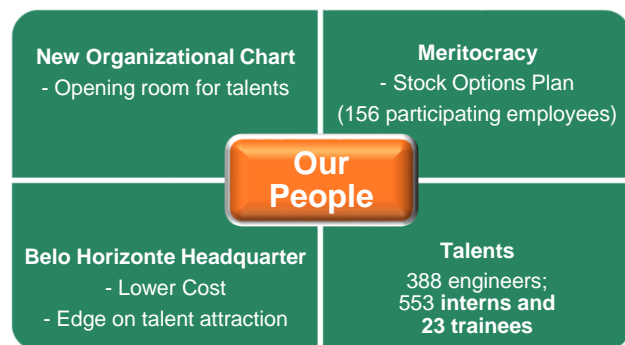 New Organizational Chart
- Opening room for talents
Meritocracy
- Stock Options Plan
(156 participating employees)
Our
People
Belo Horizonte Headquarter
- Lower Cost
- Edge on talent attraction
Talents
388 engineers;
553 interns and
23 trainees